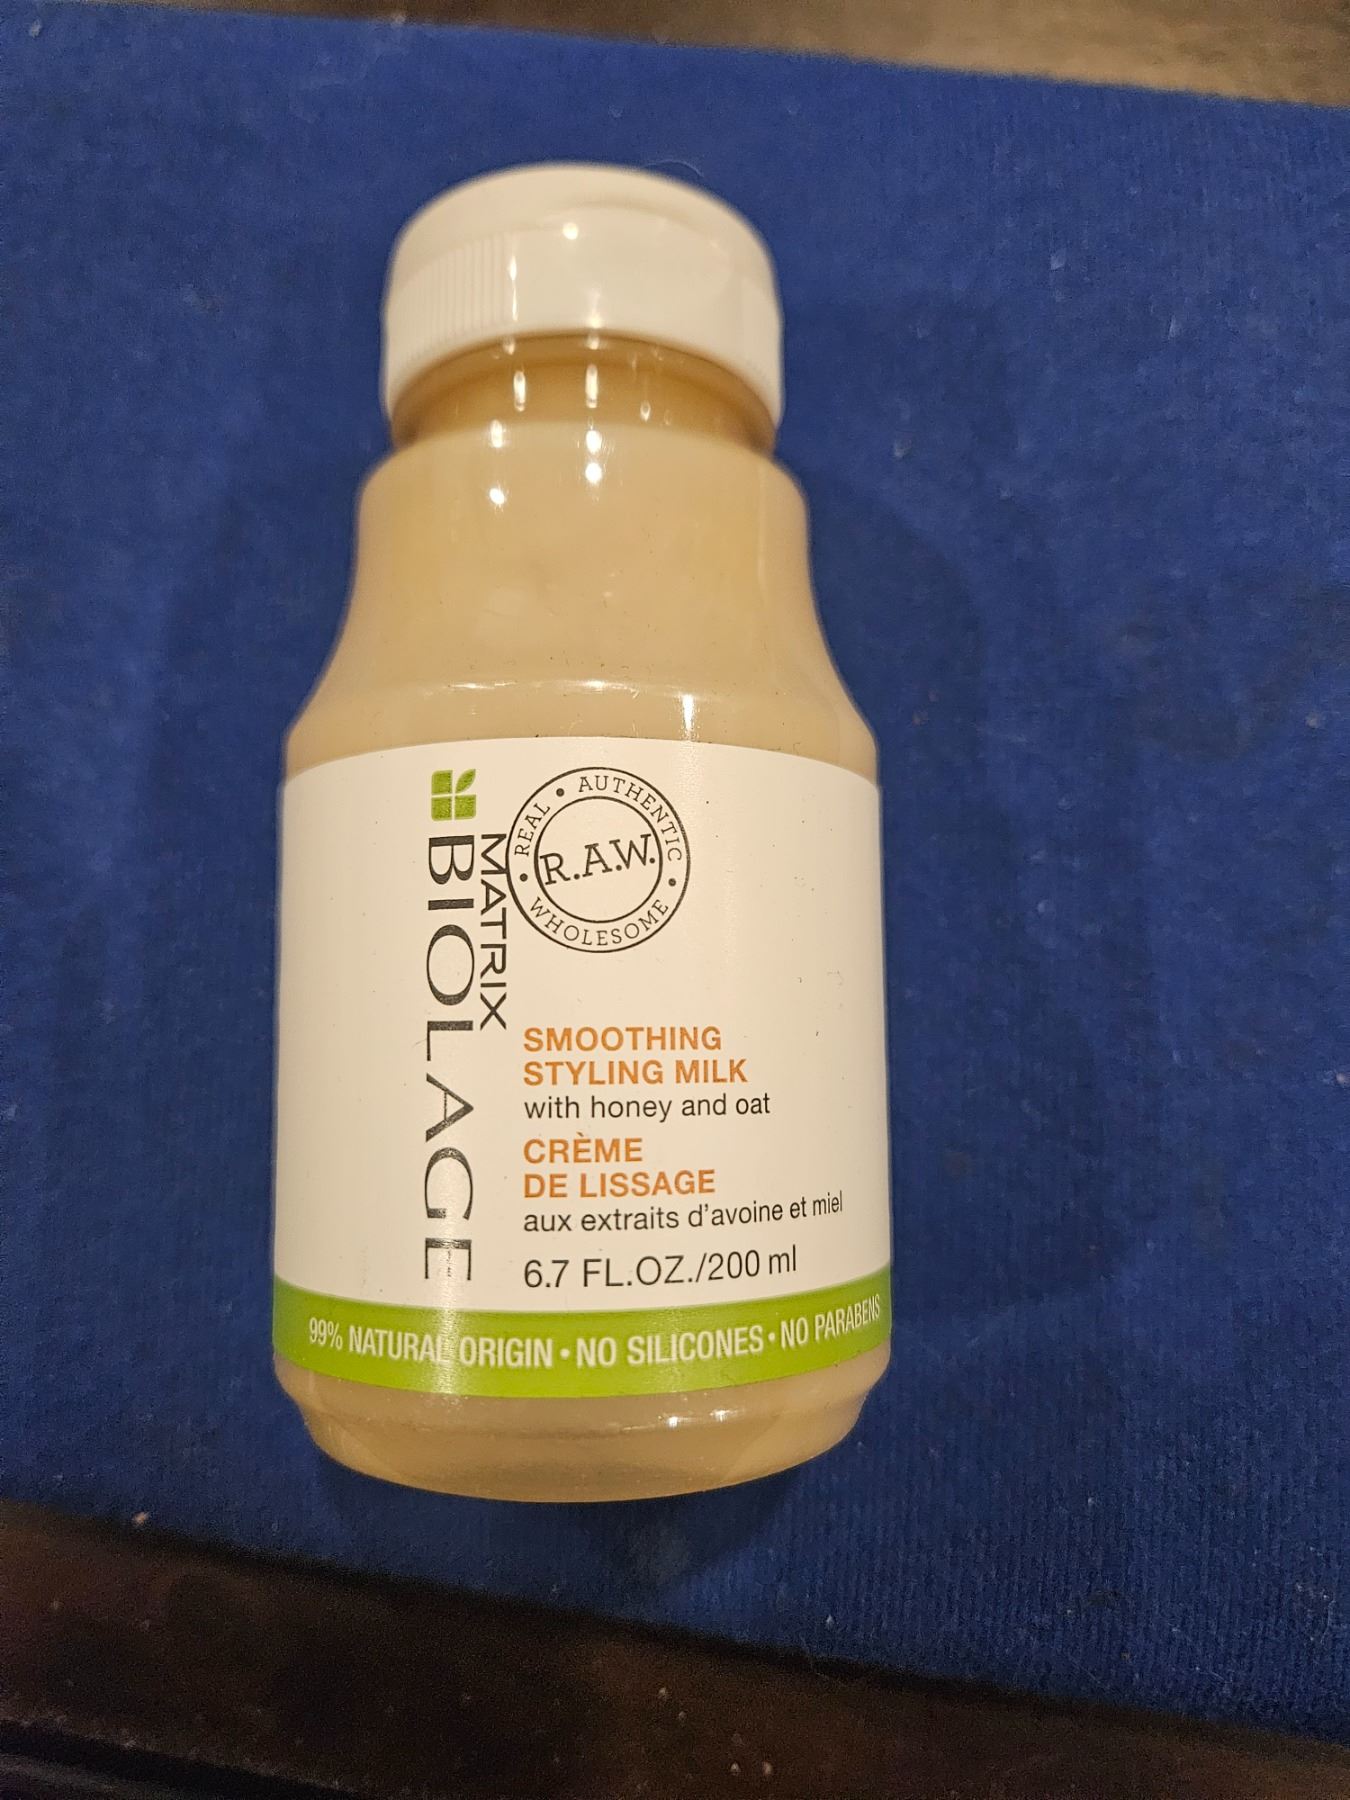 MATRIX
BIOLAGE
REAL • AUTHENTIC • WHOLESOME •
R.A.W.
SMOOTHING
STYLING MILK
with honey and oat
CRÈME
DE LISSAGE
aux extraits d'avoine et miel
6.7 FL.OZ./200 ml
99% NATURAL ORIGIN • NO SILICONES • NO PARABENS